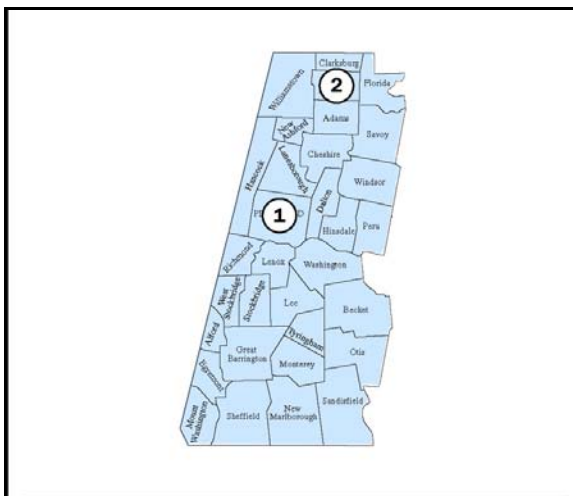 Clarksburg
Williamstown
2
Florida
Adams
New
Ashford
Savoy
Cheshire
Lanesborough
Hancock
Windsor
Dalton
1
Hinsdale
Peru
Richmond
Lenox
Washington
West
Stockbridge
Stockbridge
Lee
Becket
Alford
Tyringham
Great
Barrington
Otis
Monterey
Egremont
Mount
Washington
Sheffield
New
Marlborough
Sandisfield